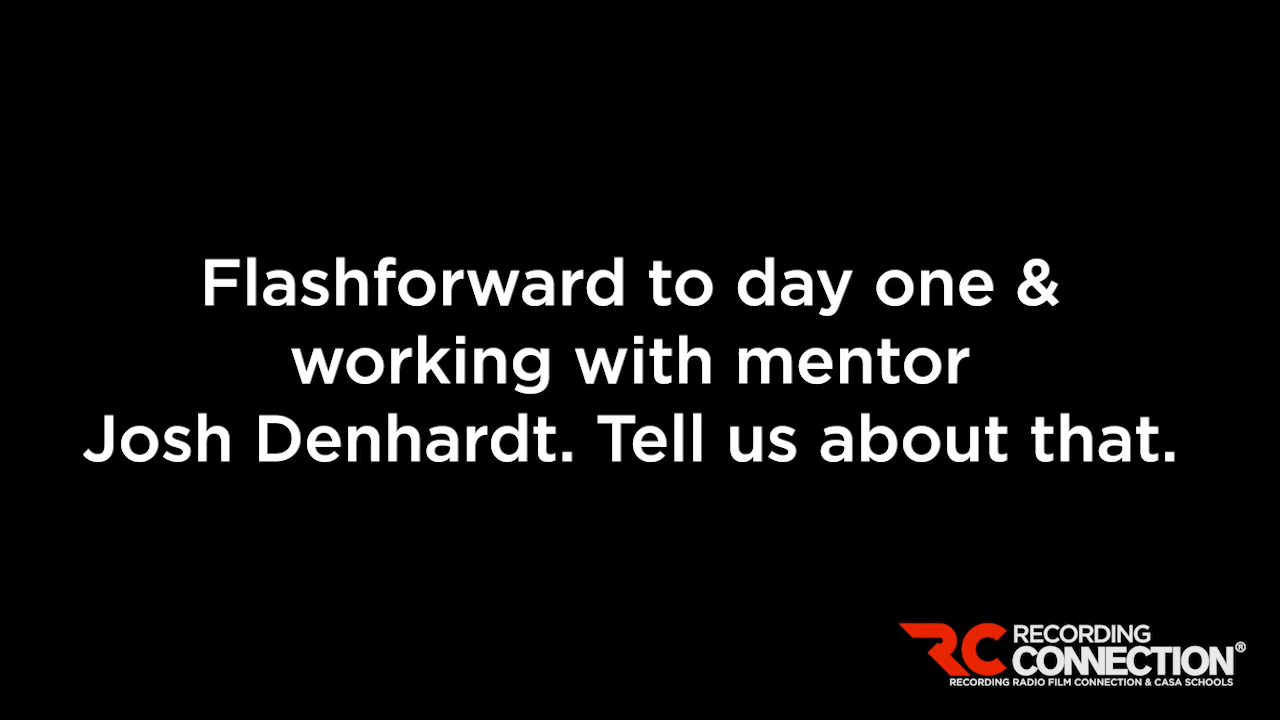 Flashforward to day one &
working with mentor
Josh Denhardt. Tell us about that.
RC RECORDING
CONNECTION®
RECORDING RADIO FILM CONNECTION & CASA SCHOOLS